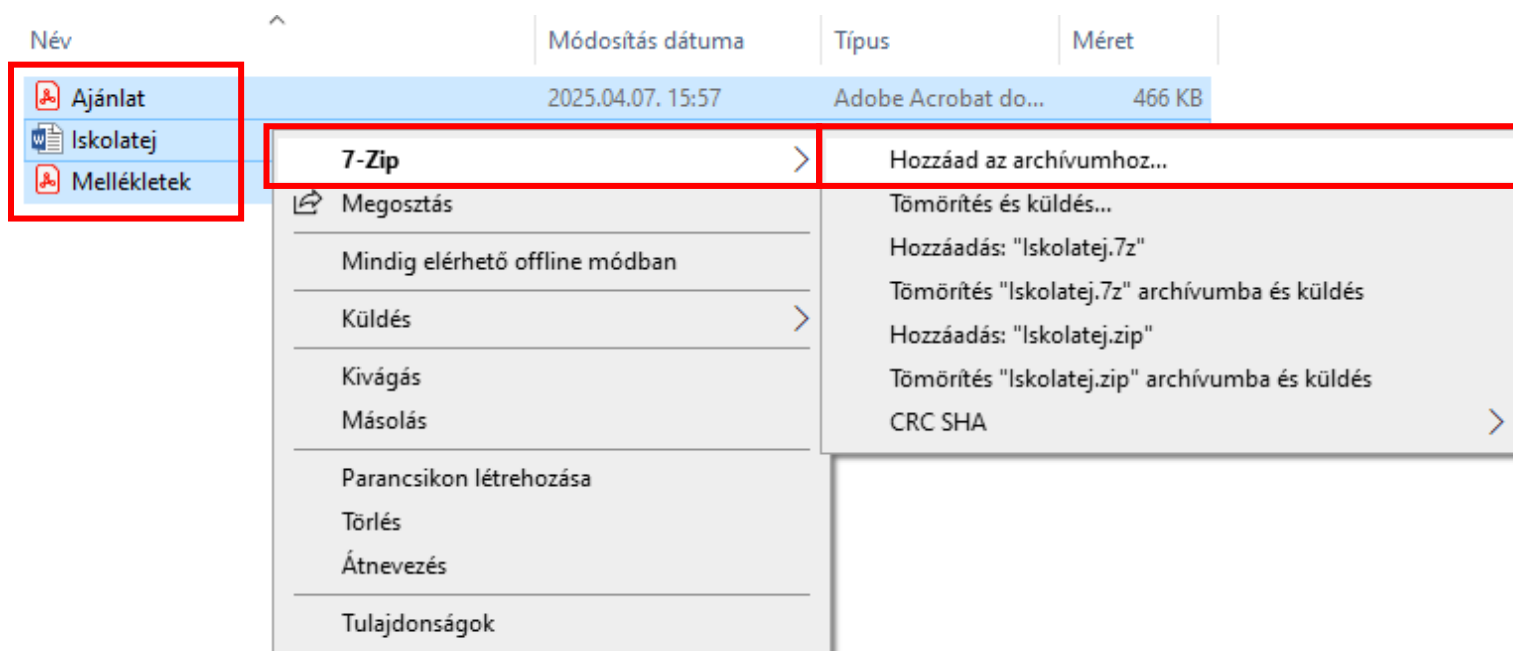 Név Módosítás dátuma Típus Méret
Ajánlat 2025.04.07. 15:57 Adobe Acrobat do... 466 KB
Iskolatej
Mellékletek
7-Zip
Megosztás
Mindig elérhető offline módban
Küldés
Kivágás
Másolás
Parancsikon létrehozása
Törlés
Átnevezés
Tulajdonságok
Hozzáad az archívumhoz...
Tömörítés és küldés...
Hozzáadás: "Iskolatej.7z"
Tömörítés "Iskolatej.7z" archívumba és küldés
Hozzáadás: "Iskolatej.zip"
Tömörítés "Iskolatej.zip" archívumba és küldés
CRC SHA